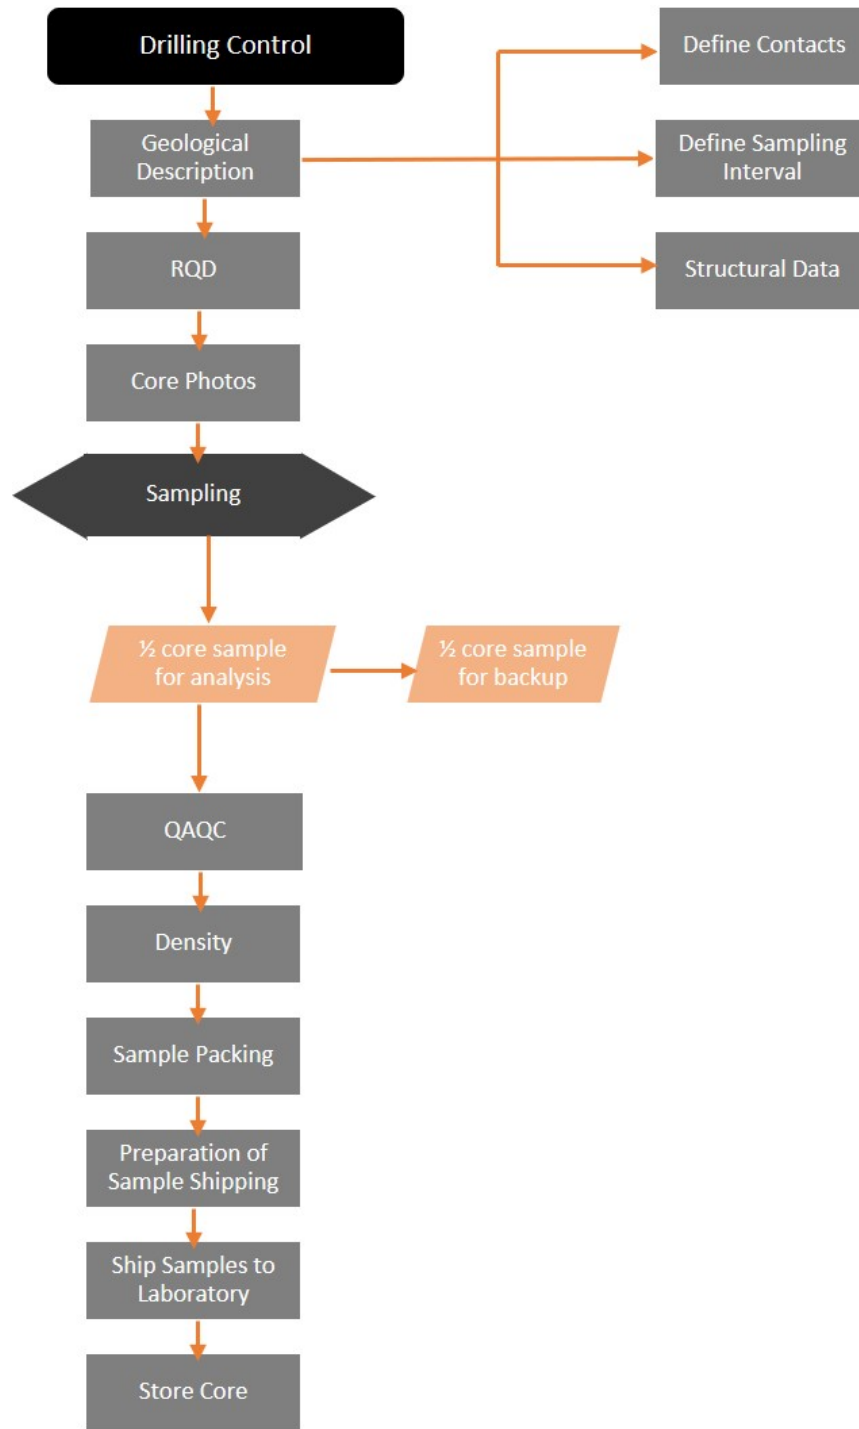 Drilling Control
Define Contacts
Geological
Description
Define Sampling
Interval
RQD
Structural Data
Core Photos
Sampling
½ core sample
for analysis
½ core sample
for backup
QAQC
Density
Sample Packing
Preparation of
Sample Shipping
Ship Samples to
Laboratory
Store Core